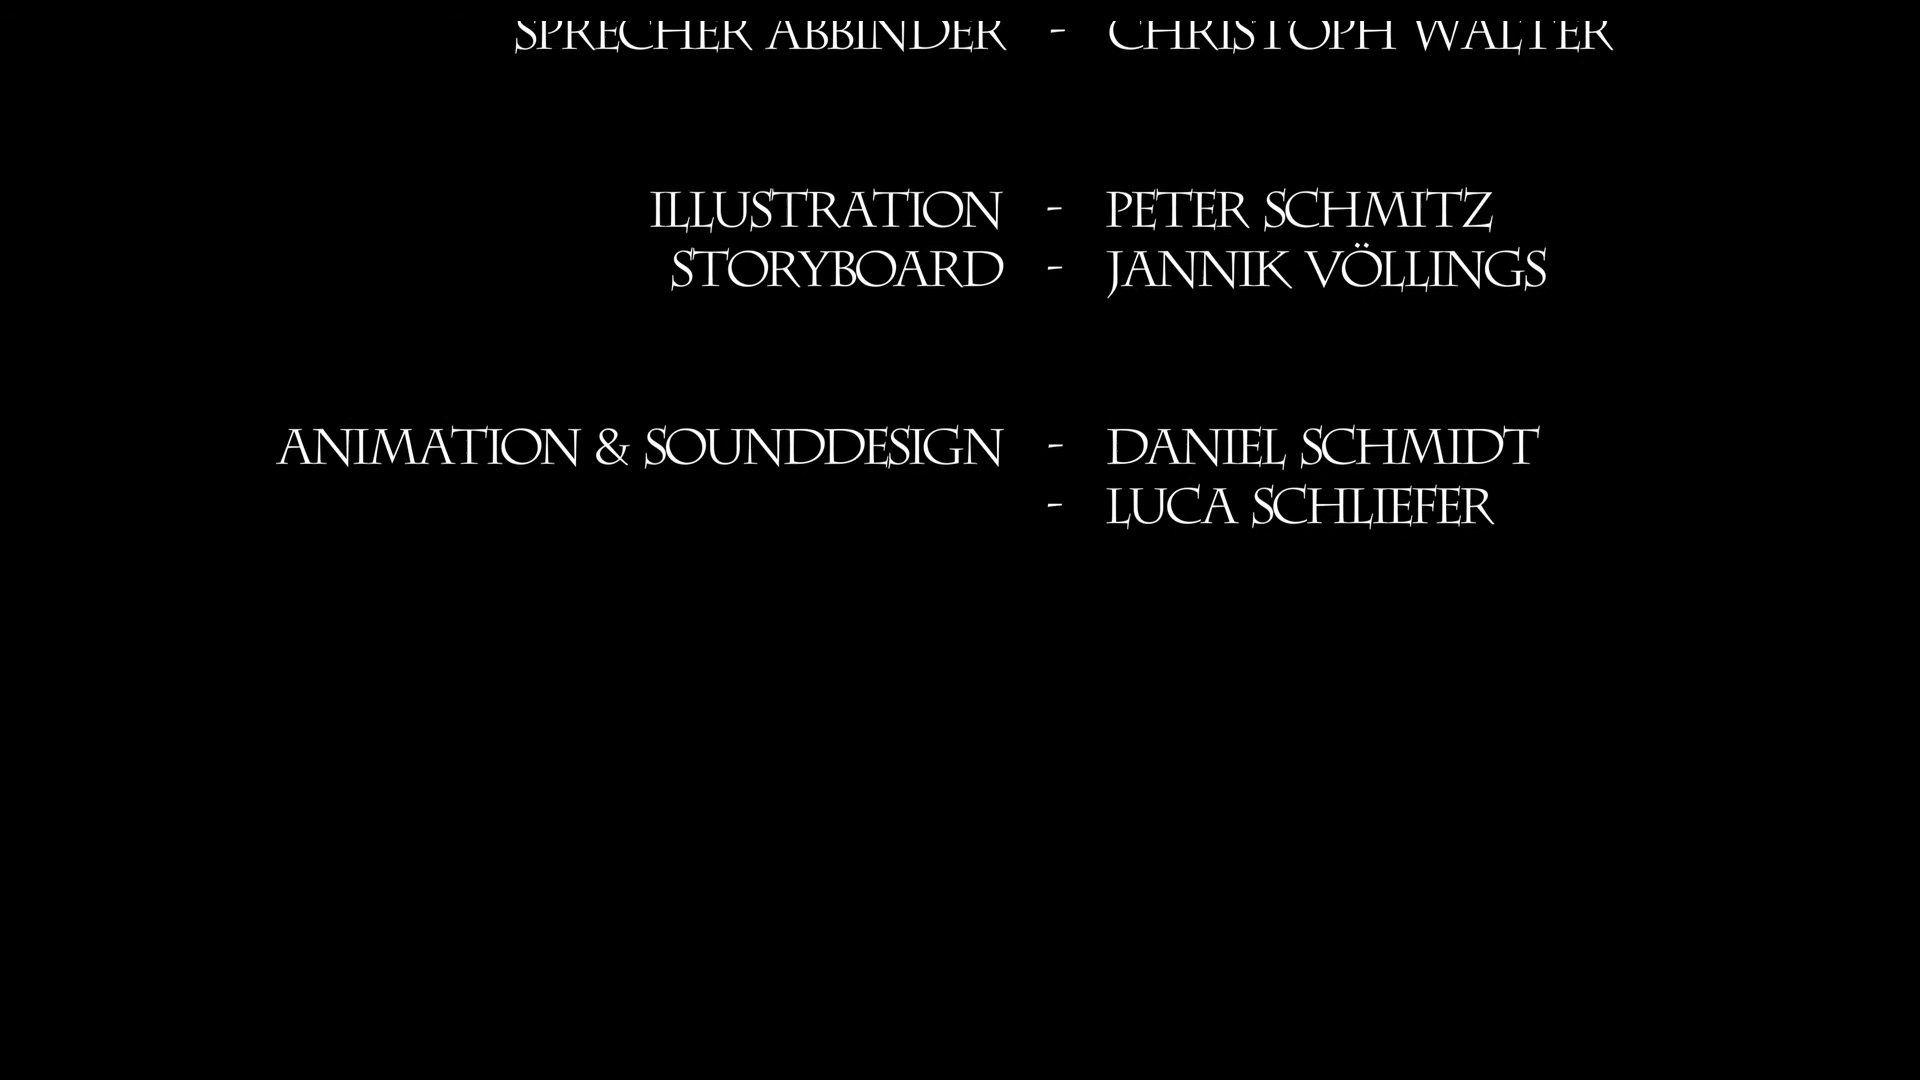 SPRECHER ABBINDER - CHRISTOPH WALTER
ILLUSTRATION - PETER SCHMITZ
STORYBOARD - JANNIK VÖLLINGS
ANIMATION & SOUNDDESIGN - DANIEL SCHMIDT
- LUCA SCHLIEFER